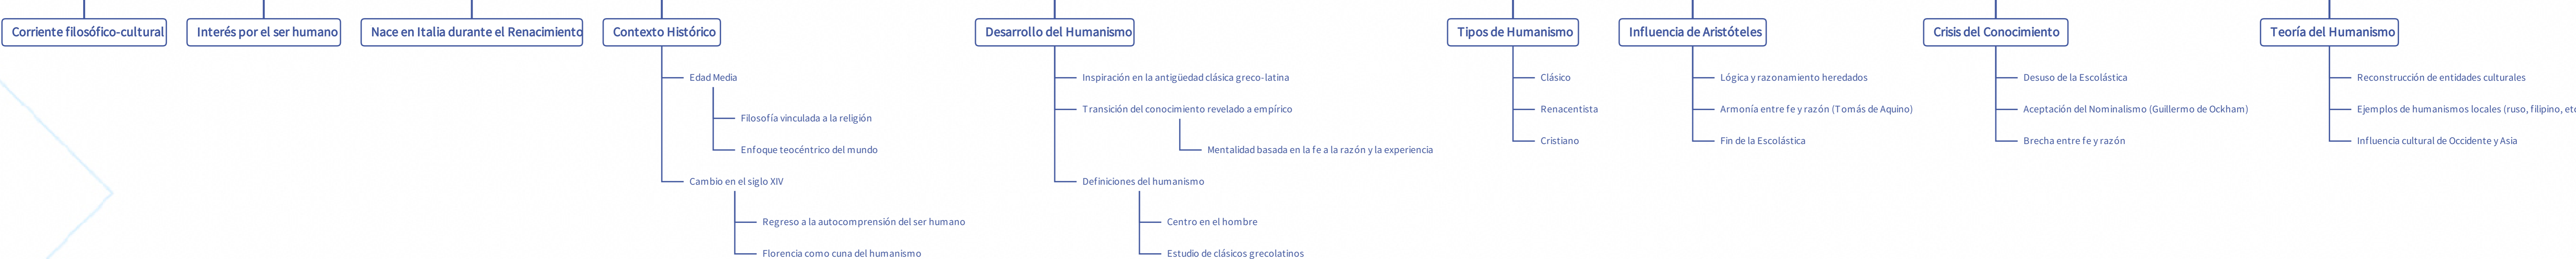 Corriente filosófico-cultural
Interés por el ser humano
Nace en Italia durante el Renacimiento
Contexto Histórico
Edad Media
Filosofía vinculada a la religión
Enfoque teocéntrico del mundo
Cambio en el siglo XIV
Regreso a la autocomprensión del ser humano
Florencia como cuna del humanismo
Desarrollo del Humanismo
Inspiración en la antigüedad clásica greco-latina
Transición del conocimiento revelado a empírico
Mentalidad basada en la fe a la razón y la experiencia
Definiciones del humanismo
Centro en el hombre
Estudio de clásicos grecolatinos
Tipos de Humanismo
Clásico
Renacentista
Cristiano
Influencia de Aristóteles
Lógica y razonamiento heredados
Armonía entre fe y razón (Tomás de Aquino)
Fin de la Escolástica
Crisis del Conocimiento
Desuso de la Escolástica
Aceptación del Nominalismo (Guillermo de Ockham)
Brecha entre fe y razón
Teoría del Humanismo
Reconstrucción de entidades culturales
Ejemplos de humanismos locales (ruso, filipino,
Influencia cultural de Occidente y Asia